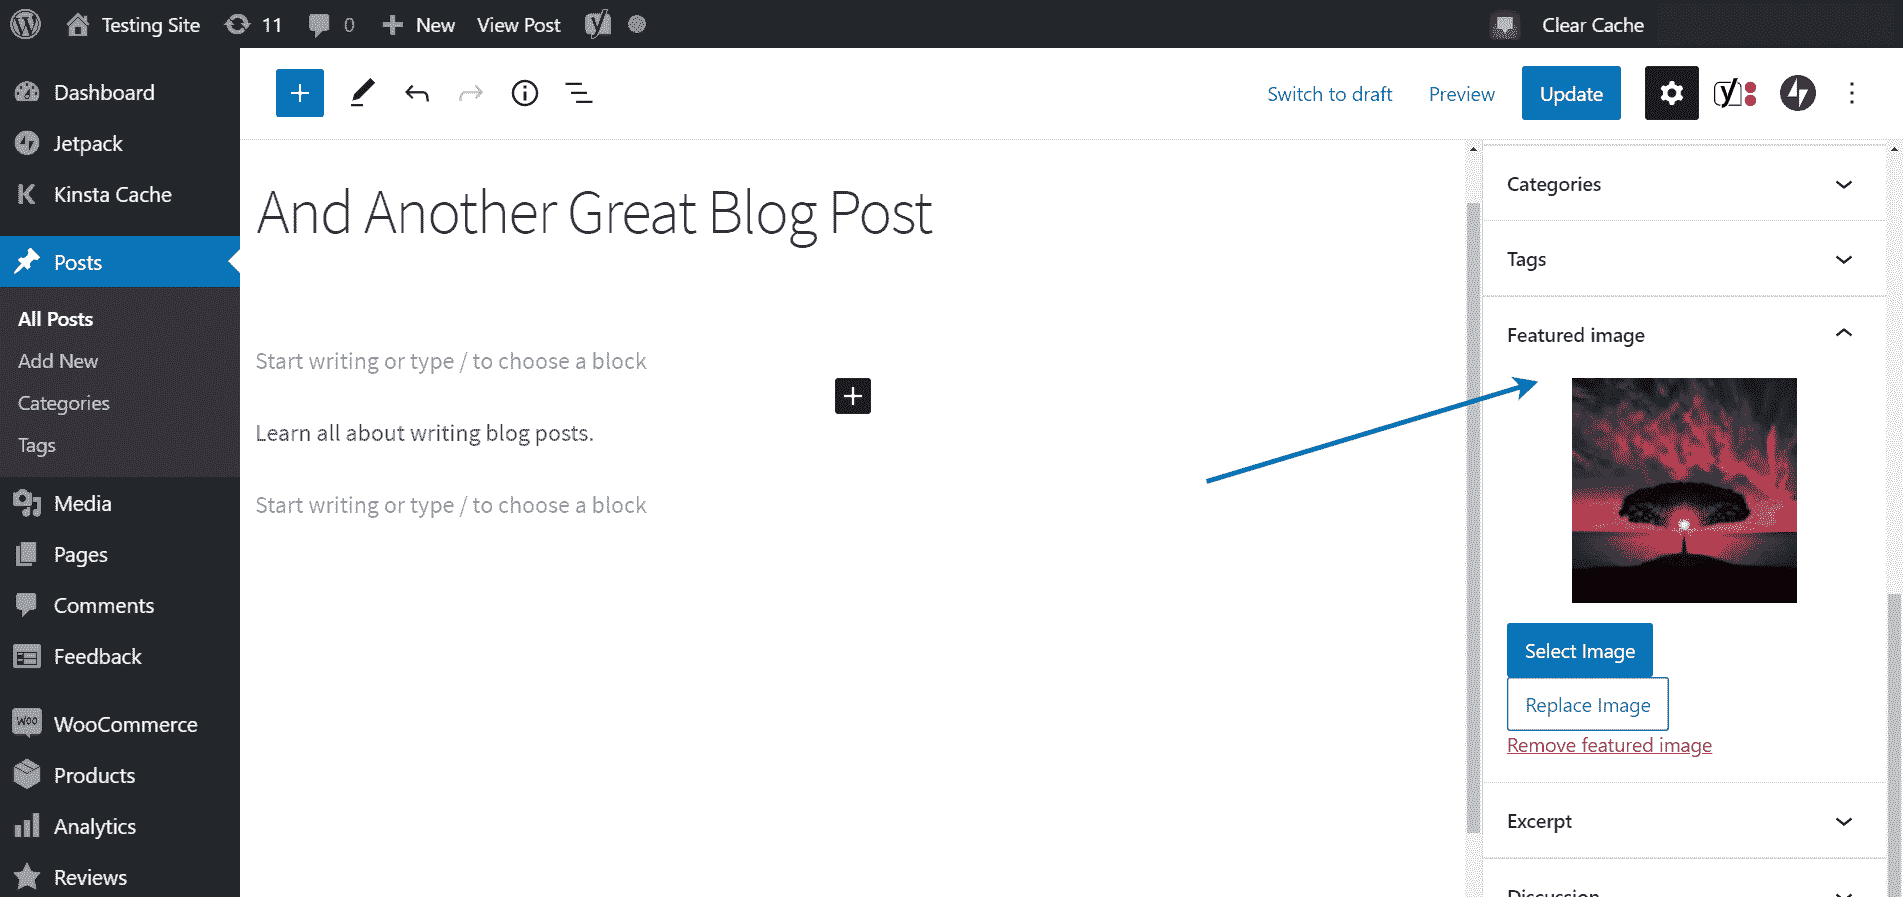 Testing Site 11 0 New View Post Clear Cache
Dashboard
Jetpack
Kinsta Cache
Posts
All Posts
Add New
Categories
Tags
Media
Pages
Comments
Feedback
WOO WooCommerce
Products
Analytics
Reviews
Switch to draft Preview Update
And Another Great Blog Post
Start writing or type / to choose a block
Learn all about writing blog posts.
Start writing or type / to choose a block
Categories
Tags
Featured image
Select Image
Replace Image
Remove featured image
Excerpt
Discussion